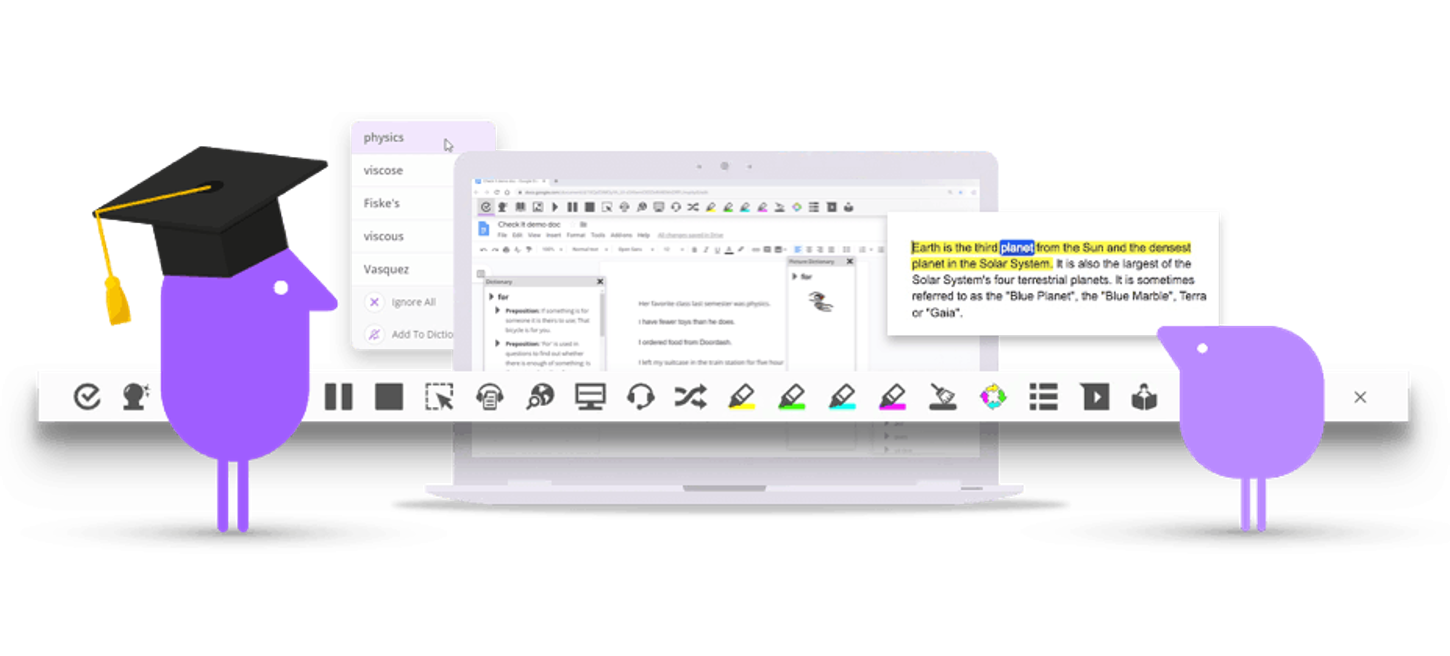 physics
viscose
Fiske's
viscous
Vasquez
Ignore All
Add To Dictio
Check It demo doc
File Edit View Insert Format Tools Add-ons Help All changes saved in Drive
Dictionary
for
Preposition: If something is for
someone it is theirs to use. That
bicycle is for you.
Preposition: 'For' is used in
questions to find out whether
there is enough of something. Is
Her favorite class last semester was physics.
I have fewer toys than he does.
I ordered food from Doordash.
I left my suitcase in the train station for five hour
Picture Dictionary
for
Earth is the third planet from the Sun and the densest
planet in the Solar System. It is also the largest of the
Solar System's four terrestrial planets. It is sometimes
referred to as the "Blue Planet", the "Blue Marble", Terra
or "Gaia".